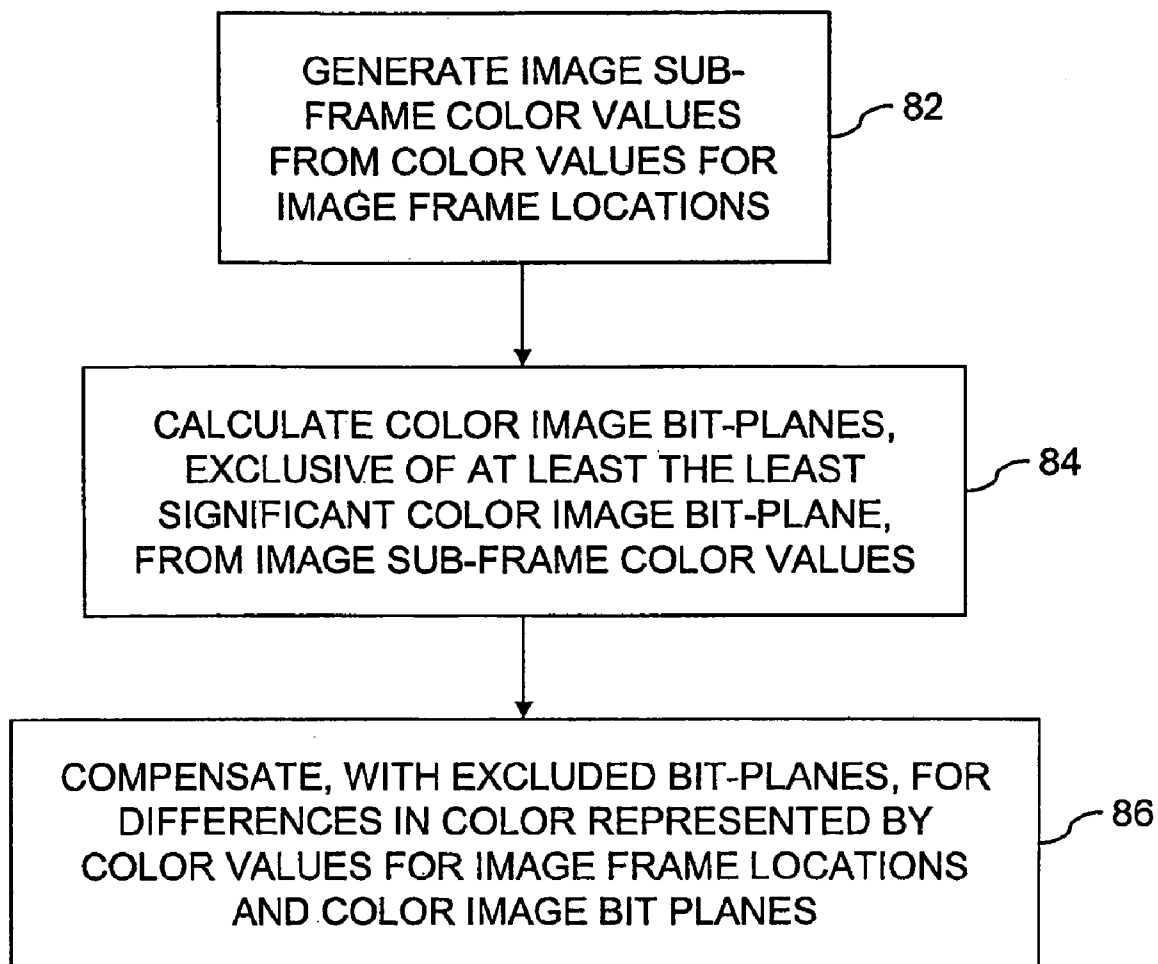 GENERATE IMAGE SUB-
FRAME COLOR VALUES
FROM COLOR VALUES FOR
IMAGE FRAME LOCATIONS
82
CALCULATE COLOR IMAGE BIT-PLANES,
EXCLUSIVE OF AT LEAST THE LEAST
SIGNIFICANT COLOR IMAGE BIT-PLANE,
FROM IMAGE SUB-FRAME COLOR VALUES
84
COMPENSATE, WITH EXCLUDED BIT-PLANES, FOR
DIFFERENCES IN COLOR REPRESENTED BY
COLOR VALUES FOR IMAGE FRAME LOCATIONS
AND COLOR IMAGE BIT PLANES
86